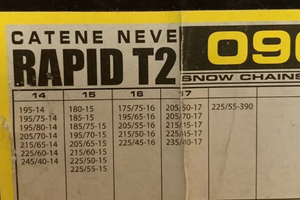 CATENE NEVE
RAPID T2
090
SNOW CHAINS
14 15 16 17
195-14 180-15 175/75-16 205/50-17 225/55-390
195/75-14 185-15 195/65-16 205/70-17
195/80-14 185/75-15 205/55-16 215/45-17
205/70-14 195/70-15 215/50-16 225/50-17
215/65-14 205/65-15 225/45-16 235/40-17
225/60-14 215/60-15
245/40-14 225/50-15
225/55-15